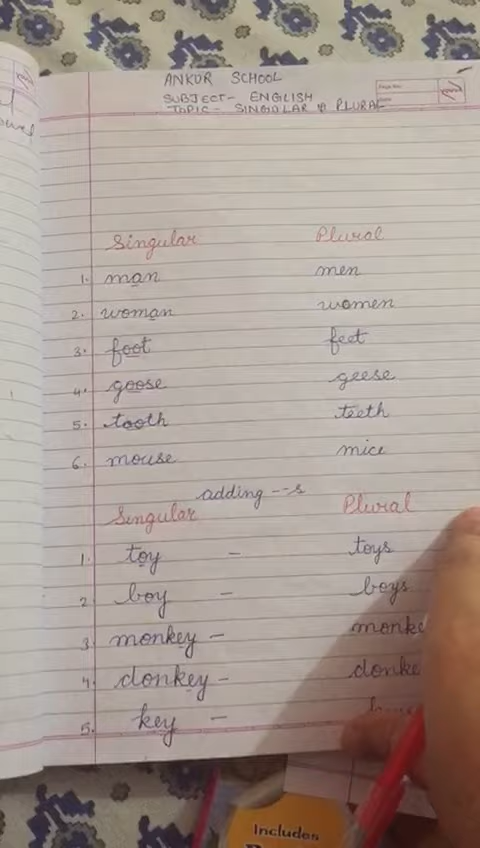 ANKUR SCHOOL
SUBJECT- ENGLISH
TOPIC- SINGULAR & PLURAL
Singular Plural
1. man men
2. woman women
3. foot feet
4. goose geese
5. tooth teeth
6. mouse mice
adding --s
Singular Plural
1. toy - toys
2 boy - boys
3. monkey - monke
4. donkey - donke
5. key -
Includes